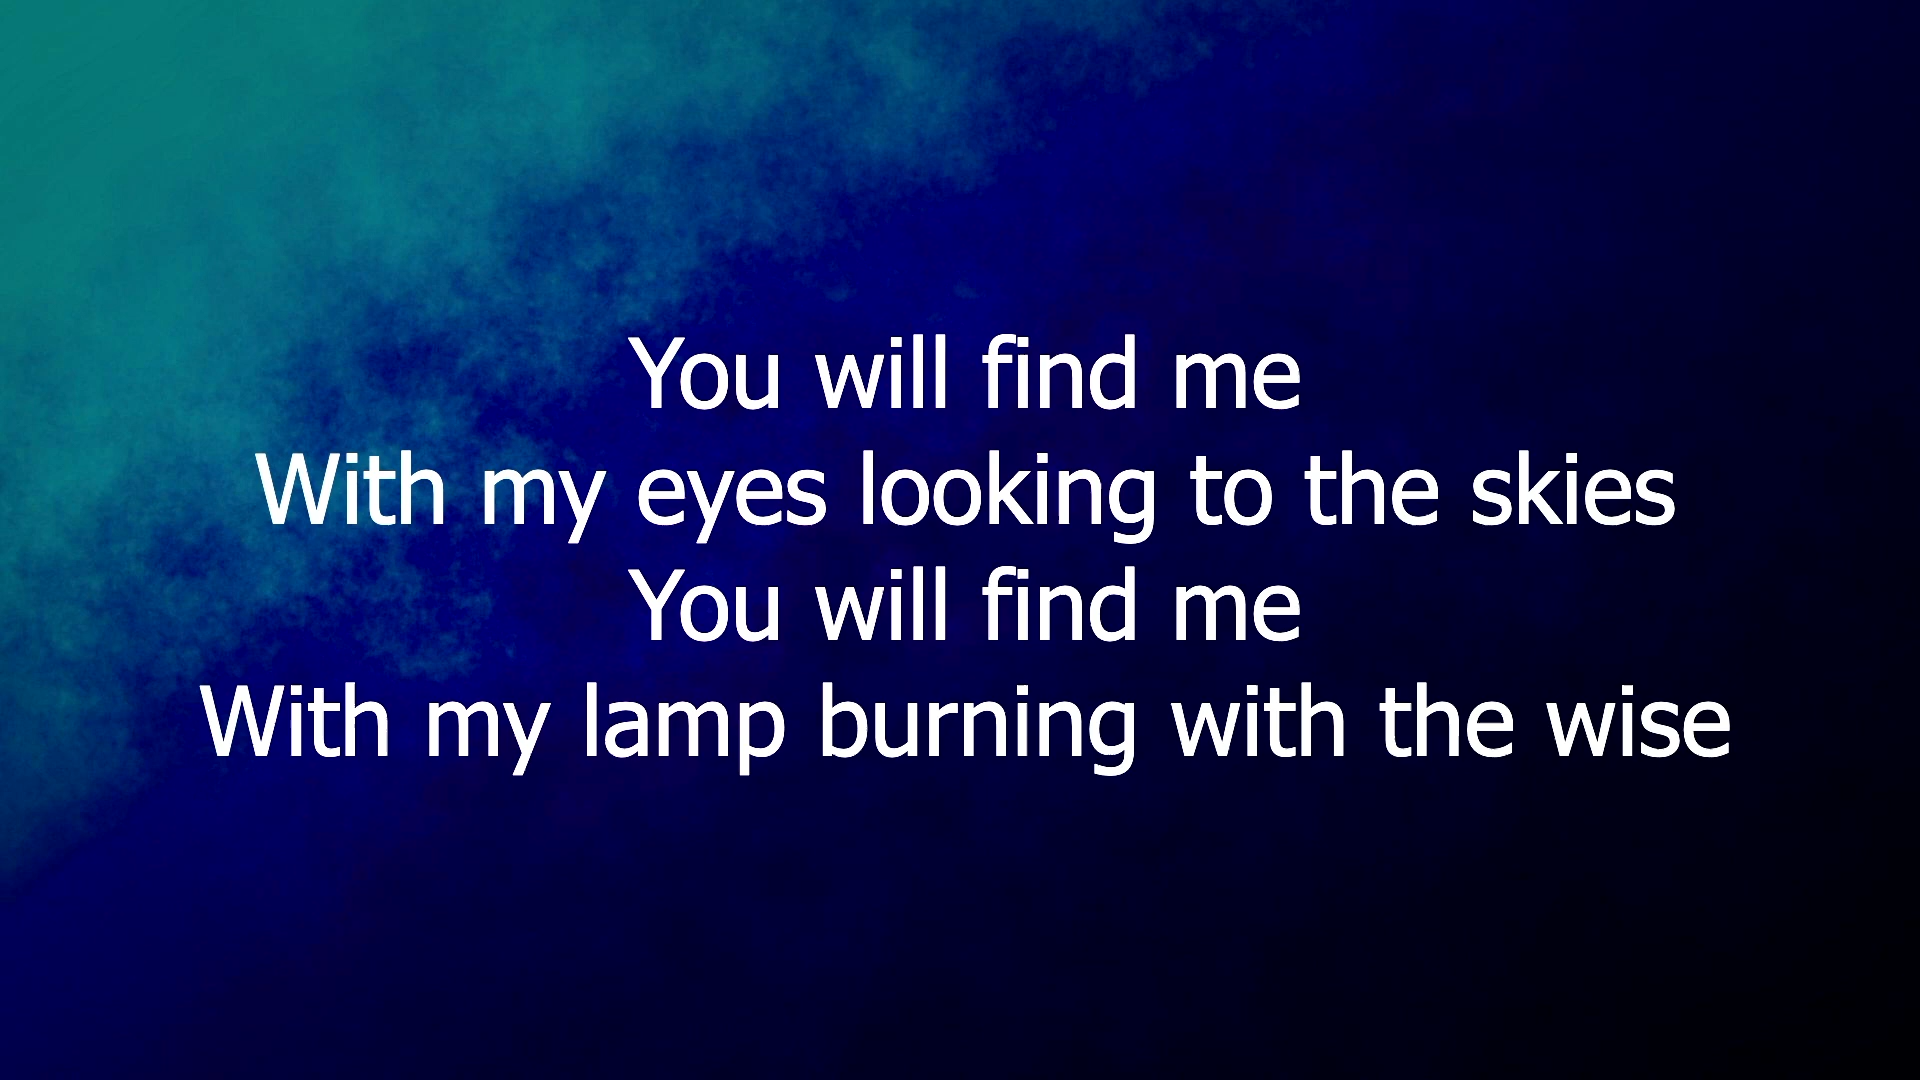 You will find me
With my eyes looking to the skies
You will find me
With my lamp burning with the wise